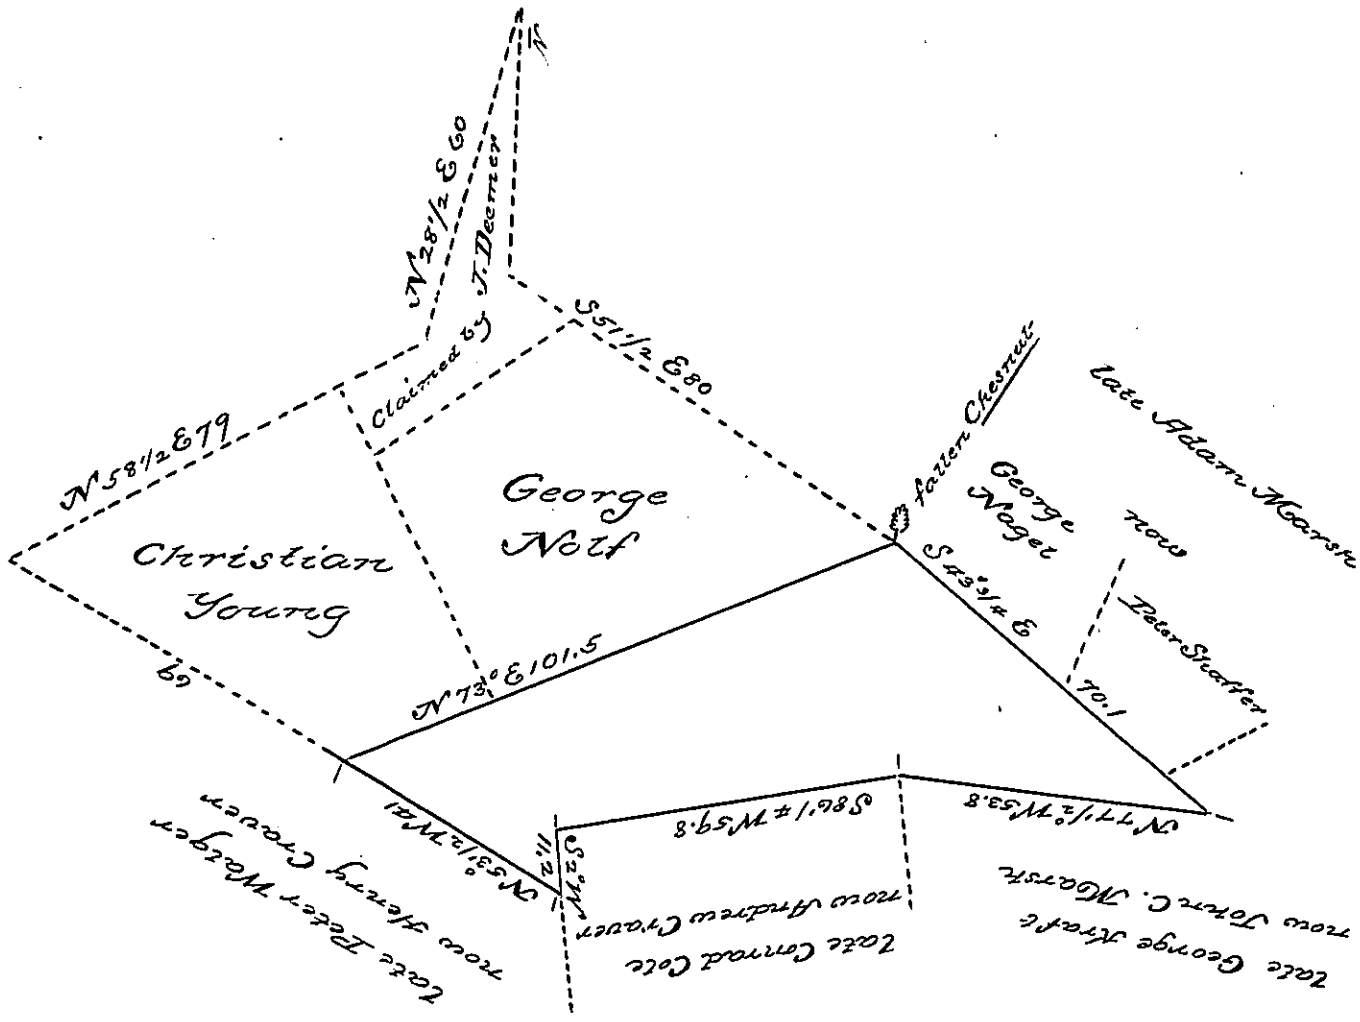 N
N 28 1/2 E 60
Claimed by J. Deemer
N 58 1/2 E 79
S 51 1/2 E 80
fallen Chesnut
late Adam Marsh
George
Nolf
George
Nagel
now
Christian
Young
Peter Shaffer
S 43° 3/4 E
70.1
69
N 73° E 101.5
N 53° 1/2 W 41
11.2
S 2° W
S 86 1/4 W 59.8
N 77 1/2° W 53.8
late Peter Walger
now Henry Craver
late Conrad Cole
now Andrew Craver
late George Kraft
now John C. Marsh